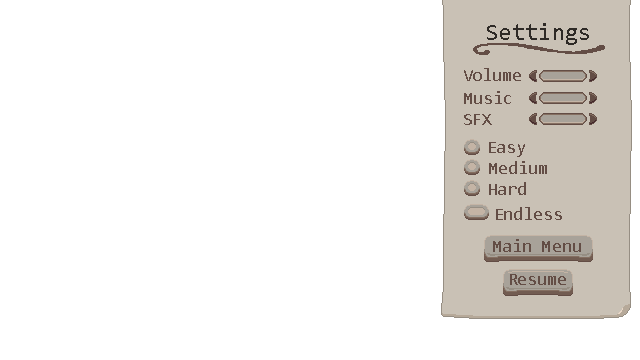 Settings
Volume
Music
SFX
Easy
Medium
Hard
Endless
Main Menu
Resume